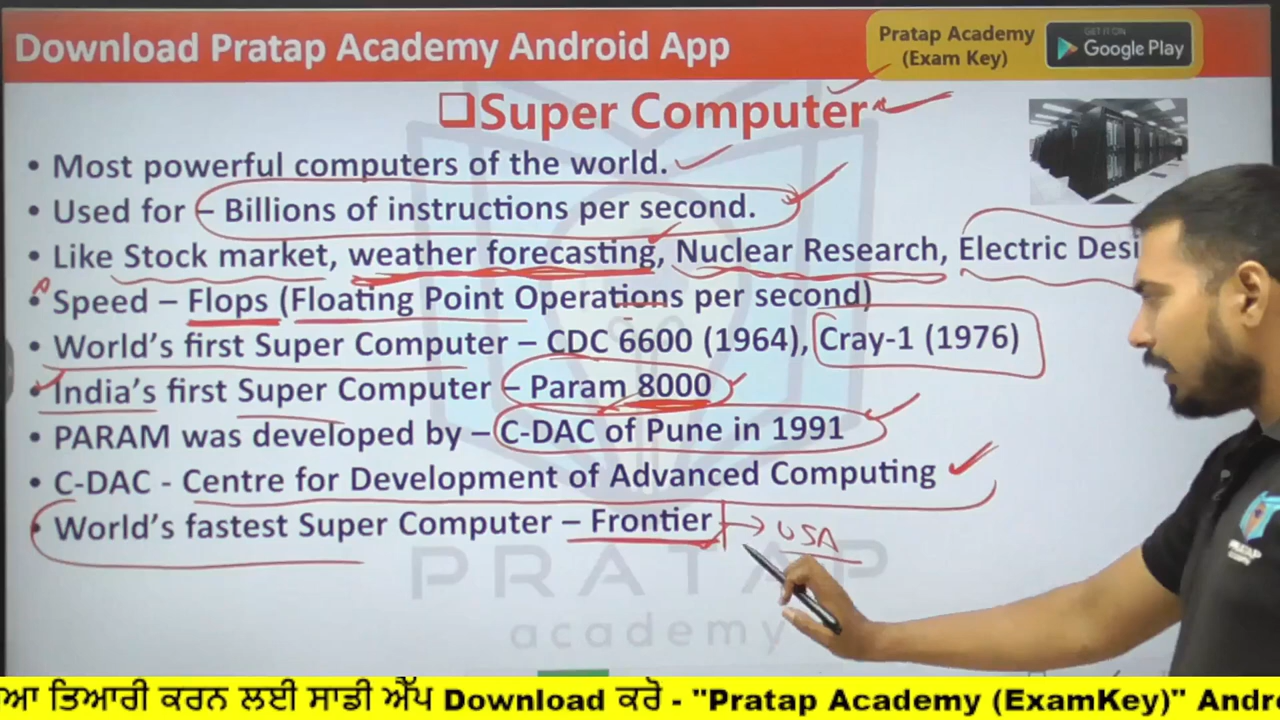 Download Pratap Academy Android App
Pratap Academy
(Exam Key)
GET IT ON
Google Play
❑Super Computer
• Most powerful computers of the world.
• Used for – Billions of instructions per second.
• Like Stock market, weather forecasting, Nuclear Research, Electric Desi
• Speed – Flops (Floating Point Operations per second)
• World's first Super Computer – CDC 6600 (1964), Cray-1 (1976)
• India's first Super Computer – Param 8000
• PARAM was developed by – C-DAC of Pune in 1991
• C-DAC - Centre for Development of Advanced Computing
• World's fastest Super Computer – Frontier → USA
PRATAP
academy
PRATAP
ਆ ਤਿਆਰੀ ਕਰਨ ਲਈ ਸਾਡੀ ਐੱਪ Download ਕਰੋ - "Pratap Academy (ExamKey)" Andro